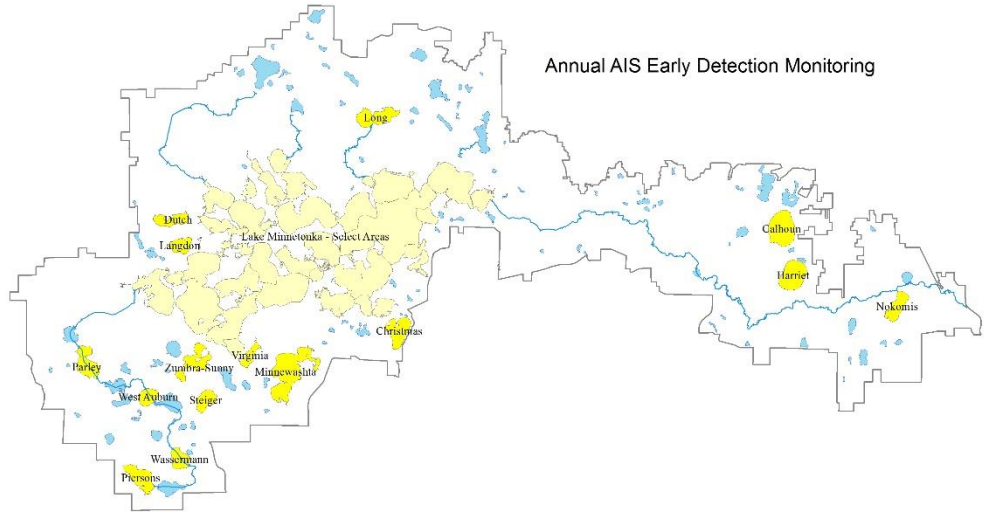 Annual AIS Early Detection Monitoring
Long
Dutch
Calhoun
Lake Minnetonka - Select Areas
Langdon
Harriet
Nokomis
Christmas
Virginia
Parley
Zumbra-Sunny
Minnewashta
West Auburn
Steiger
Wassermann
Piersons